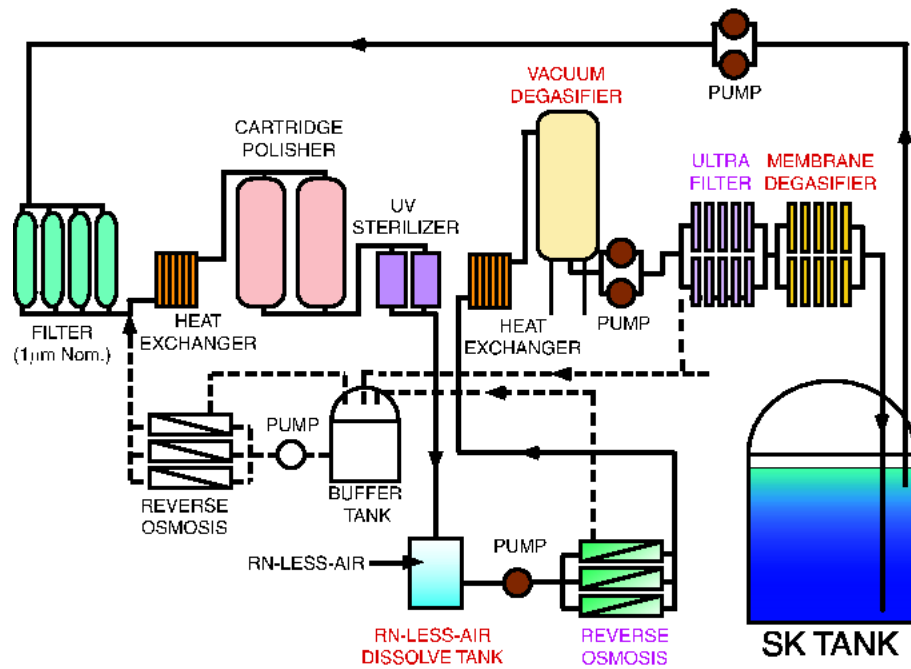 PUMP
VACUUM
DEGASIFIER
CARTRIDGE
POLISHER
ULTRA
FILTER
MEMBRANE
DEGASIFIER
UV
STERILIZER
FILTER
(1μm Nom.)
HEAT
EXCHANGER
HEAT
EXCHANGER
PUMP
PUMP
REVERSE
OSMOSIS
BUFFER
TANK
RN-LESS-AIR
PUMP
RN-LESS-AIR
DISSOLVE TANK
REVERSE
OSMOSIS
SK TANK